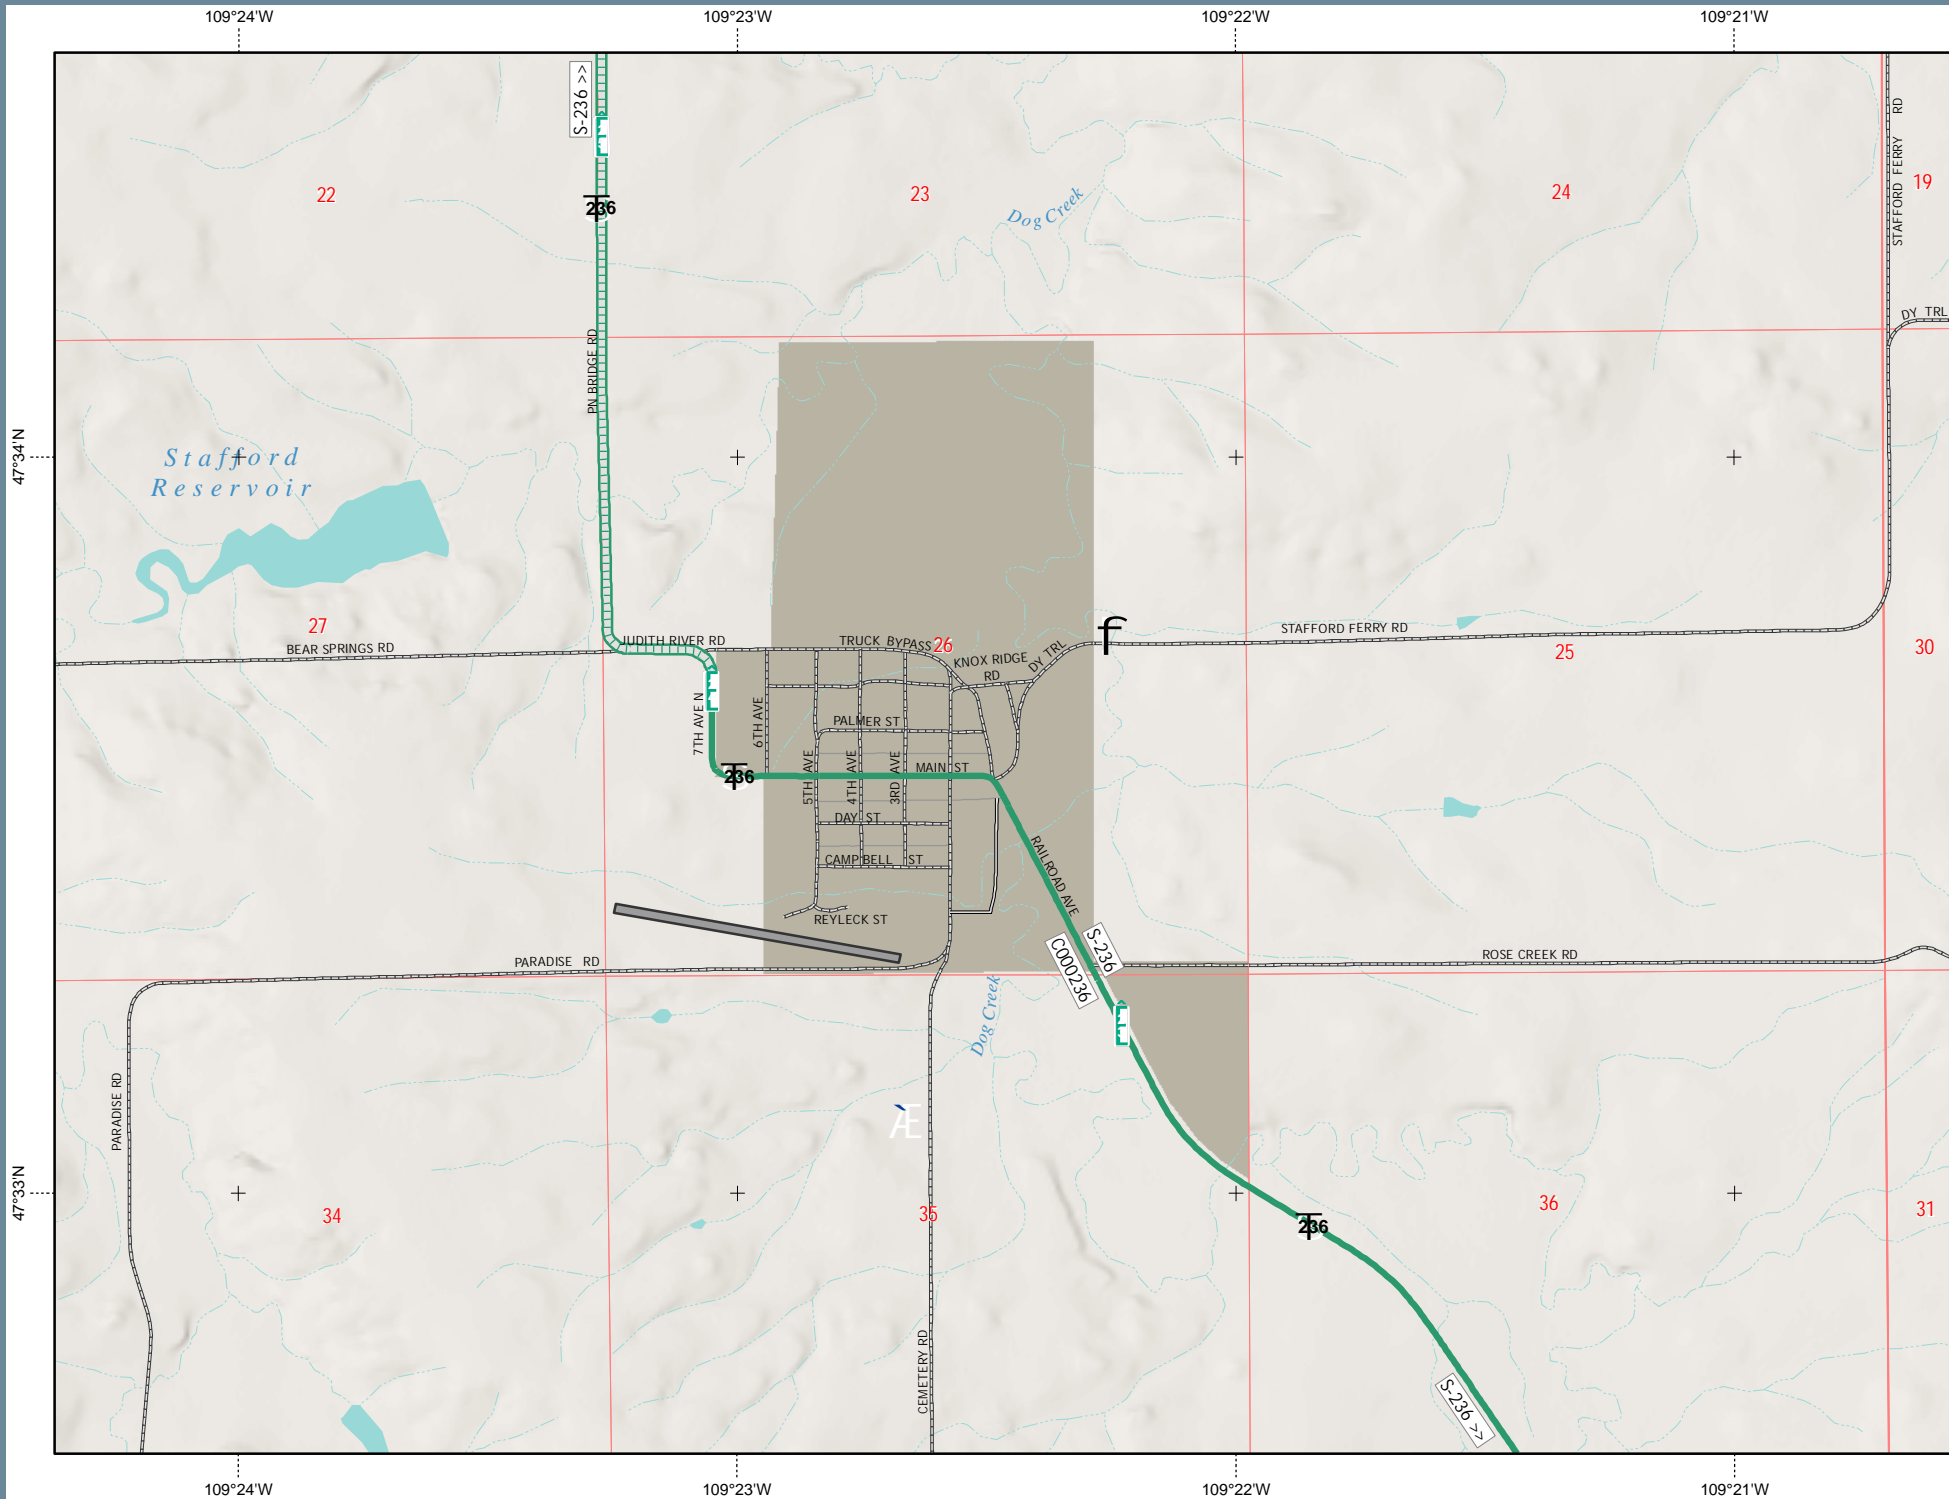 109°24'W
109°23'W
109°22'W
109°21'W
S-236 >>
STAFFORD FERRY RD
22
236
23
Dog Creek
24
19
DY TRL
PN BRIDGE RD
47°34'N
Stafford
Reservoir
27
BEAR SPRINGS RD
JUDITH RIVER RD
TRUCK BYPASS
26
KNOX RIDGE
RD
DY TRL
f
STAFFORD FERRY RD
25
30
7TH AVE N
6TH AVE
PALMER ST
236
5TH AVE
4TH AVE
3RD AVE
MAIN ST
DAY ST
CAMPBELL ST
RAILROAD AVE
REYLECK ST
PARADISE RD
S-236
C000236
ROSE CREEK RD
Dog Creek
PARADISE RD
Æ
47°33'N
34
35
236
36
31
CEMETERY RD
S-236 >>
109°24'W
109°23'W
109°22'W
109°21'W